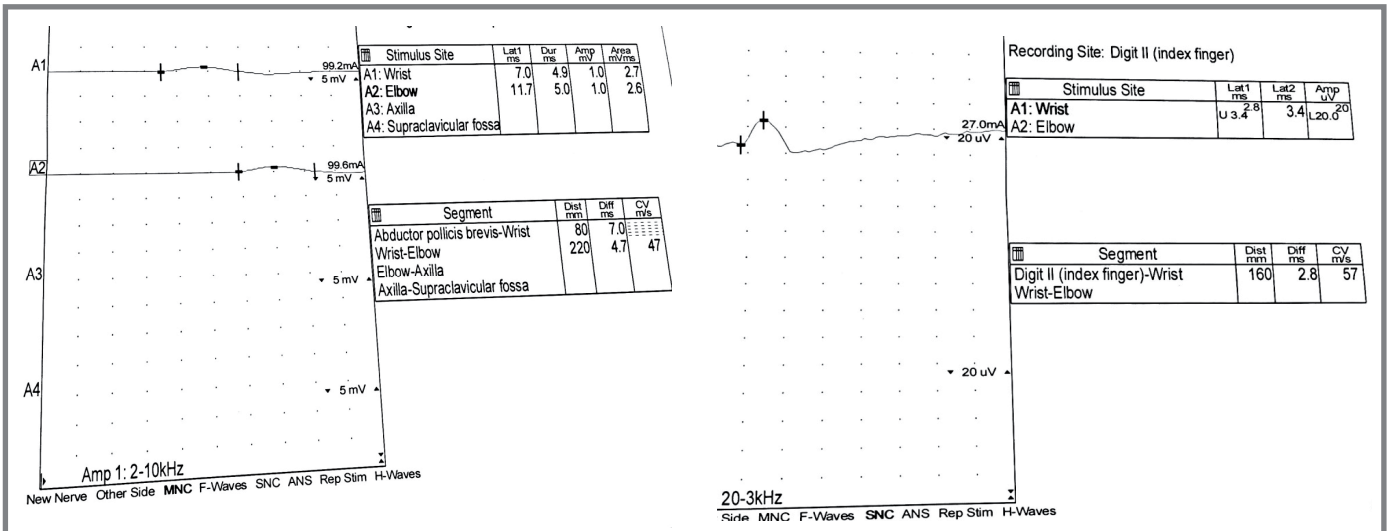 A1
99.2mA
5 mV
Stimulus Site Lat1 ms Dur ms Amp mV Area mVms
A1: Wrist 7.0 4.9 1.0 2.7
A2: Elbow 11.7 5.0 1.0 2.6
A3: Axilla
A4: Supraclavicular fossa
A2
99.6mA
5 mV
Segment Dist mm Diff ms CV m/s
Abductor pollicis brevis-Wrist 80 7.0
Wrist-Elbow 220 4.7 47
Elbow-Axilla
Axilla-Supraclavicular fossa
A3
5 mV
A4
5 mV
Amp 1: 2-10kHz
New Nerve Other Side MNC F-Waves SNC ANS Rep Stim H-Waves
Recording Site: Digit II (index finger)
Stimulus Site Lat1 ms Lat2 ms Amp uV
A1: Wrist U 3.4 2.8 3.4 L20.0 20
A2: Elbow
27.0mA
20 uV
Segment Dist mm Diff ms CV m/s
Digit II (index finger)-Wrist 160 2.8 57
Wrist-Elbow
20 uV
20-3kHz
Side MNC F-Waves SNC ANS Rep Stim H-Waves